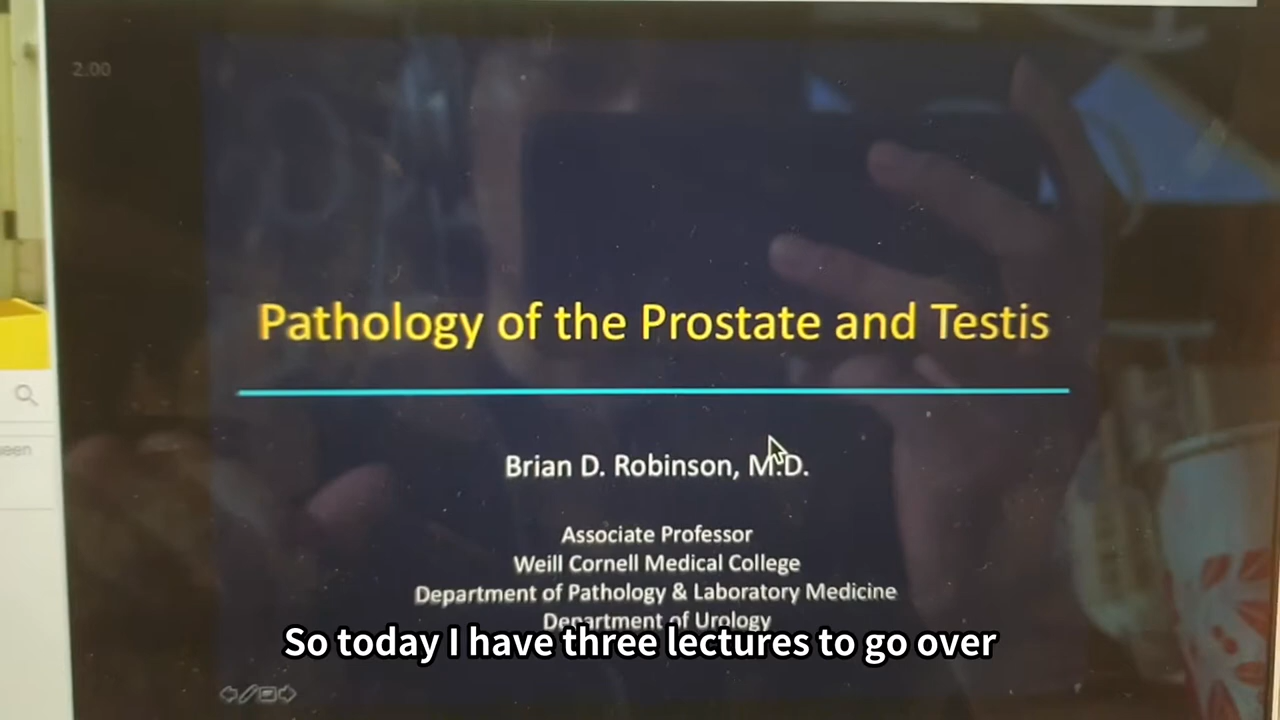 2.00
Pathology of the Prostate and Testis
Brian D. Robinson, M.D.
Associate Professor
Weill Cornell Medical College
Department of Pathology & Laboratory Medicine
Department of Urology
So today I have three lectures to go over